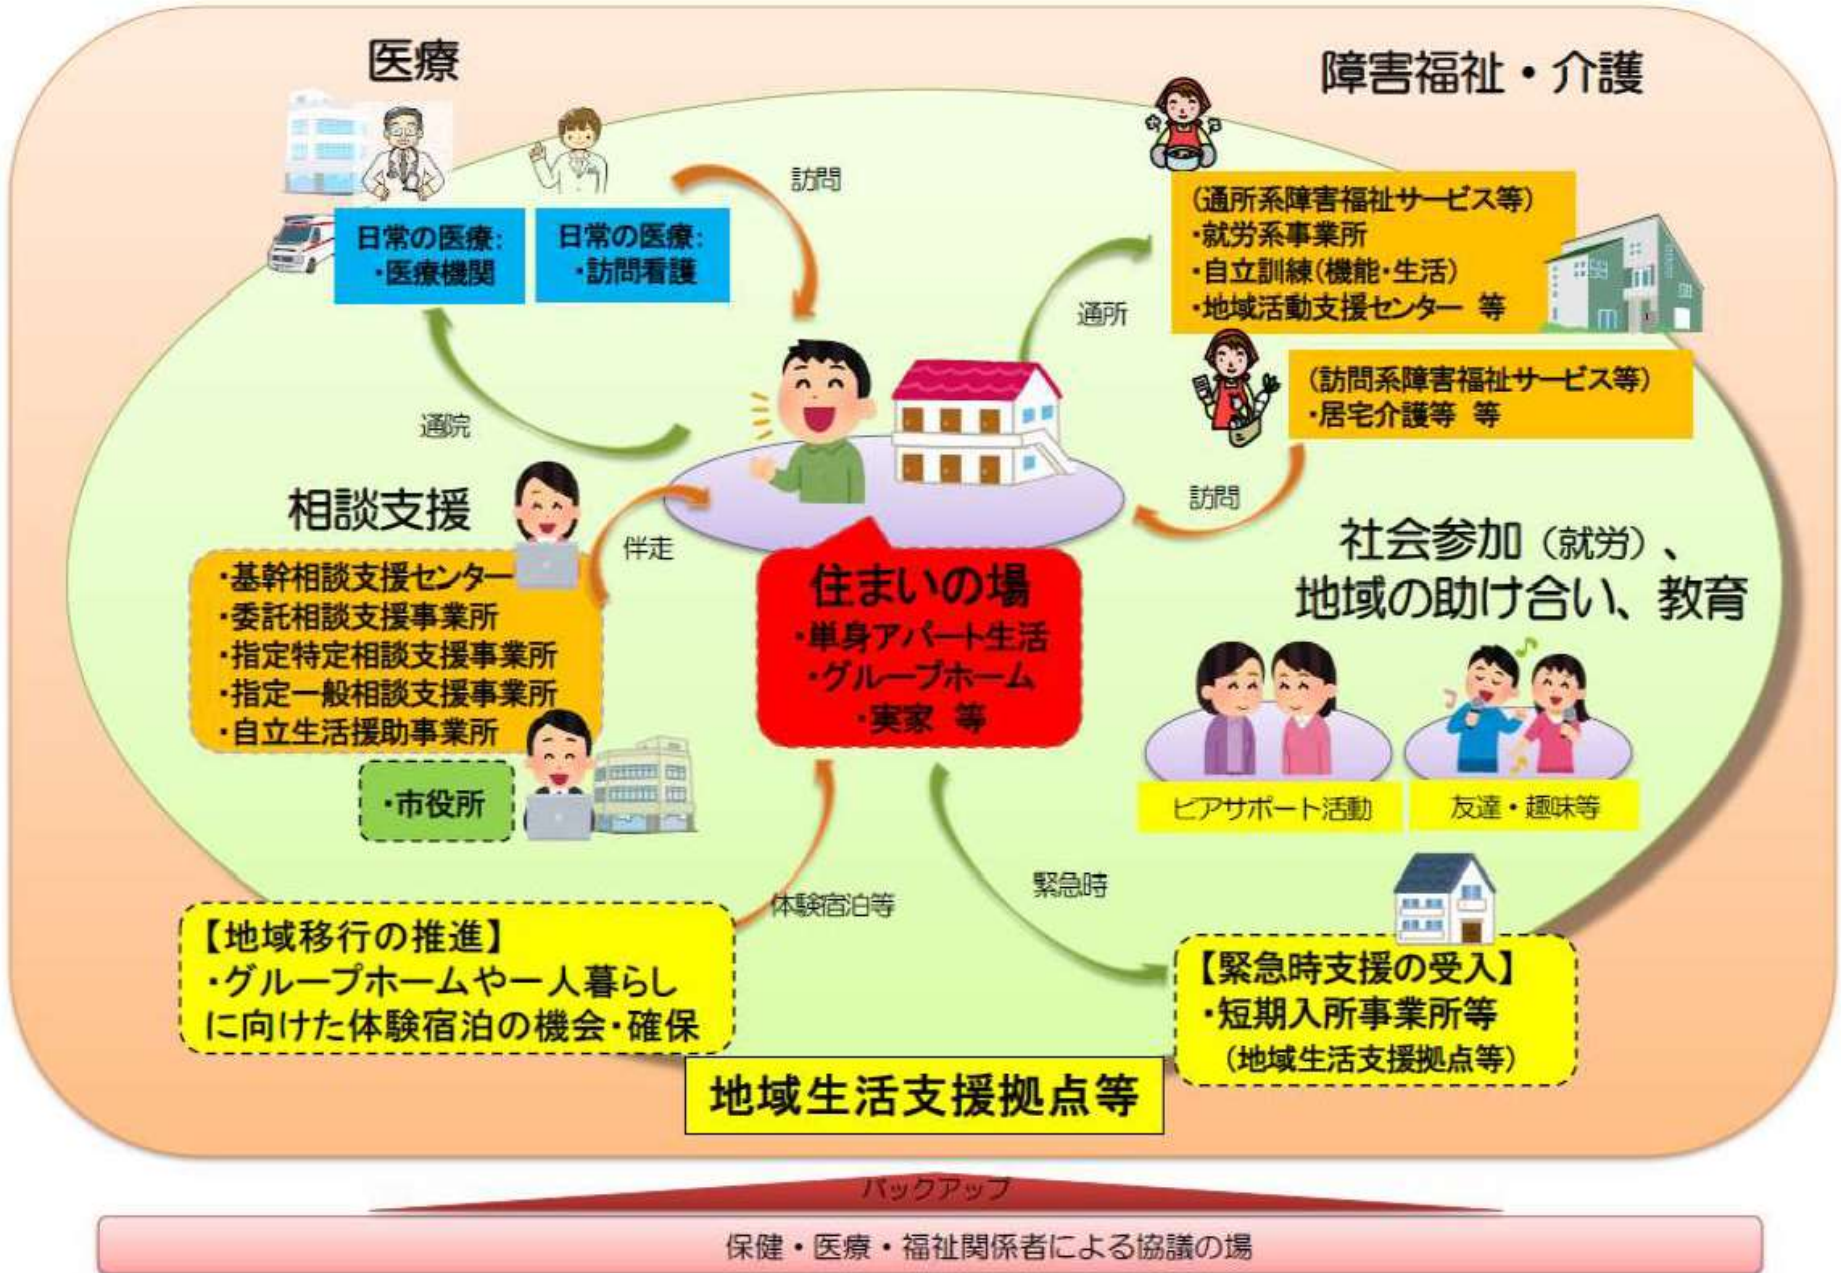 医療
障害福祉・介護
訪問
日常の医療:
・医療機関
日常の医療:
・訪問看護
(通所系障害福祉サービス等)
・就労系事業所
・自立訓練(機能・生活)
・地域活動支援センター 等
通所
(訪問系障害福祉サービス等)
・居宅介護等 等
通院
訪問
相談支援
伴走
・基幹相談支援センター
・委託相談支援事業所
・指定特定相談支援事業所
・指定一般相談支援事業所
・自立生活援助事業所
・市役所
住まいの場
・単身アパート生活
・グループホーム
・実家 等
社会参加（就労）、
地域の助け合い、教育
ピアサポート活動
友達・趣味等
体験宿泊等
緊急時
【地域移行の推進】
・グループホームや一人暮らし
に向けた体験宿泊の機会・確保
【緊急時支援の受入】
・短期入所事業所等
（地域生活支援拠点等）
地域生活支援拠点等
バックアップ
保健・医療・福祉関係者による協議の場